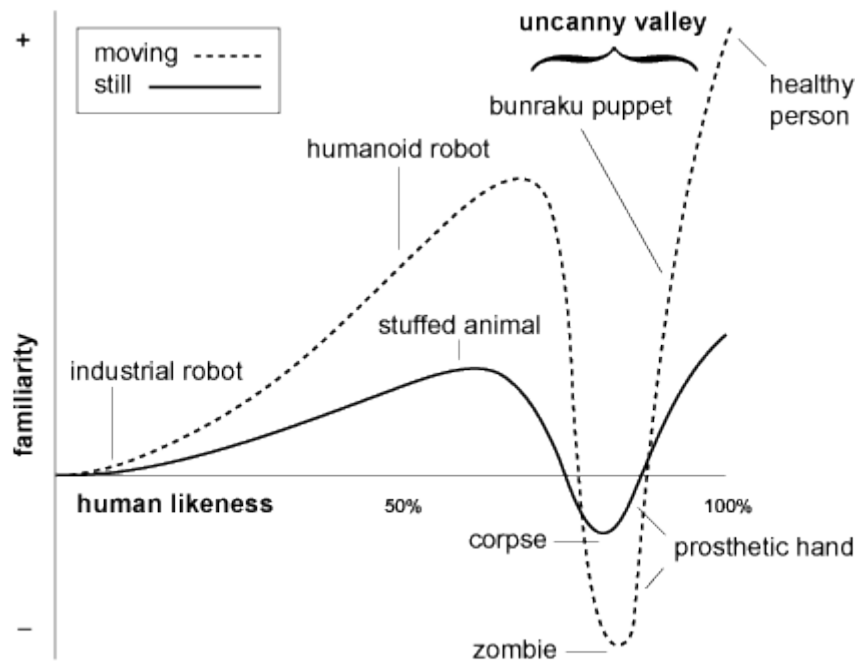 +
uncanny valley
moving
still
healthy
person
bunraku puppet
humanoid robot
stuffed animal
industrial robot
familiarity
human likeness
50%
100%
corpse
prosthetic hand
–
zombie